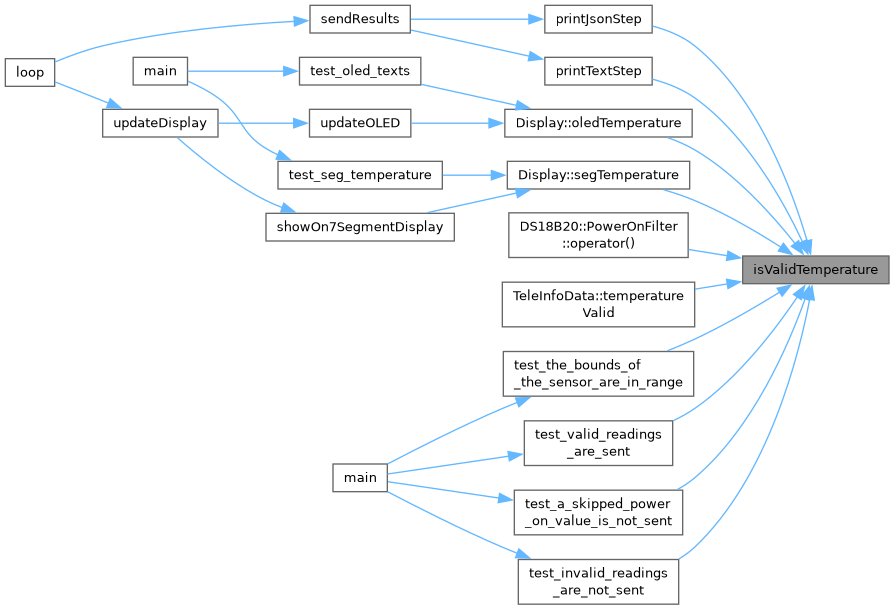 sendResults
printJsonStep
loop
main
test_oled_texts
printTextStep
updateDisplay
updateOLED
Display::oledTemperature
test_seg_temperature
Display::segTemperature
showOn7SegmentDisplay
DS18B20::PowerOnFilter
::operator()
isValidTemperature
TeleInfoData::temperature
Valid
test_the_bounds_of
_the_sensor_are_in_range
test_valid_readings
_are_sent
main
test_a_skipped_power
_on_value_is_not_sent
test_invalid_readings
_are_not_sent